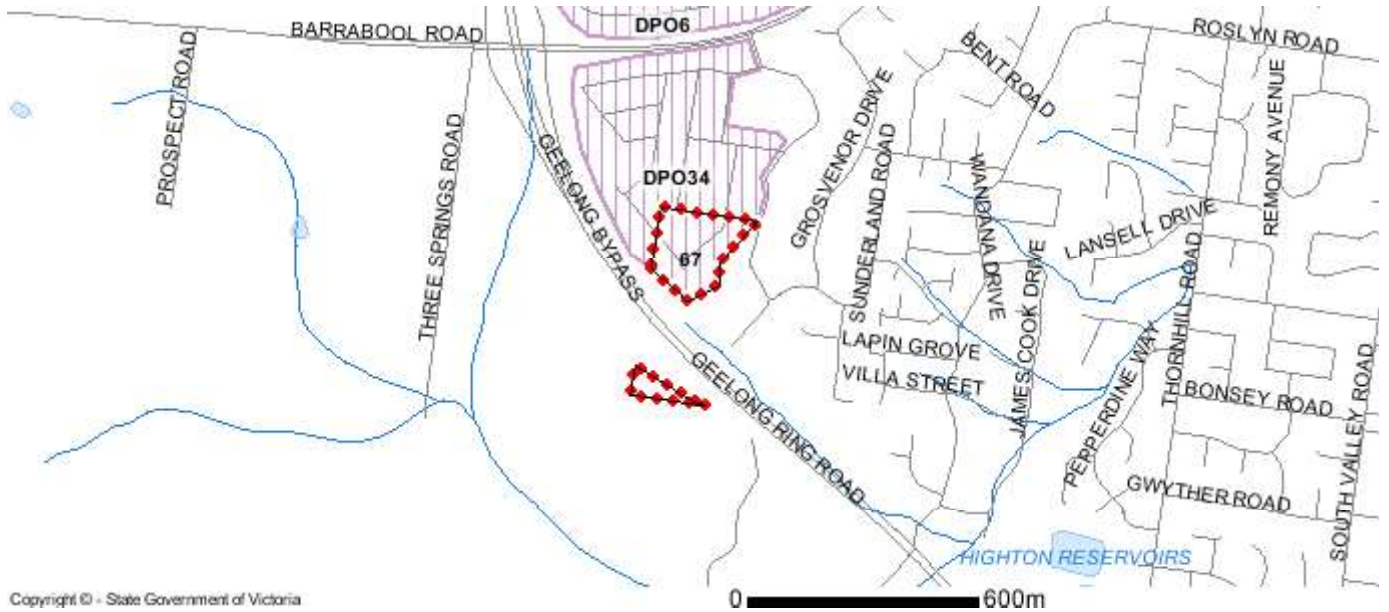 DPO6
BARRABOOL ROAD
ROSLYN ROAD
BENT ROAD
PROSPECT ROAD
THREE SPRINGS ROAD
GEELONG BYPASS
DPO34
67
GROSVENOR DRIVE
SUNDERLAND ROAD
WANDANA DRIVE
JAMES COOK DRIVE
LANSELL DRIVE
REMONY AVENUE
THORNHILL ROAD
LAPIN GROVE
VILLA STREET
PEPPERDINE WAY
BONSEY ROAD
SOUTH VALLEY ROAD
GEELONG RING ROAD
GWYTHER ROAD
HIGHTON RESERVOIRS
Copyright © - State Government of Victoria
0 600m